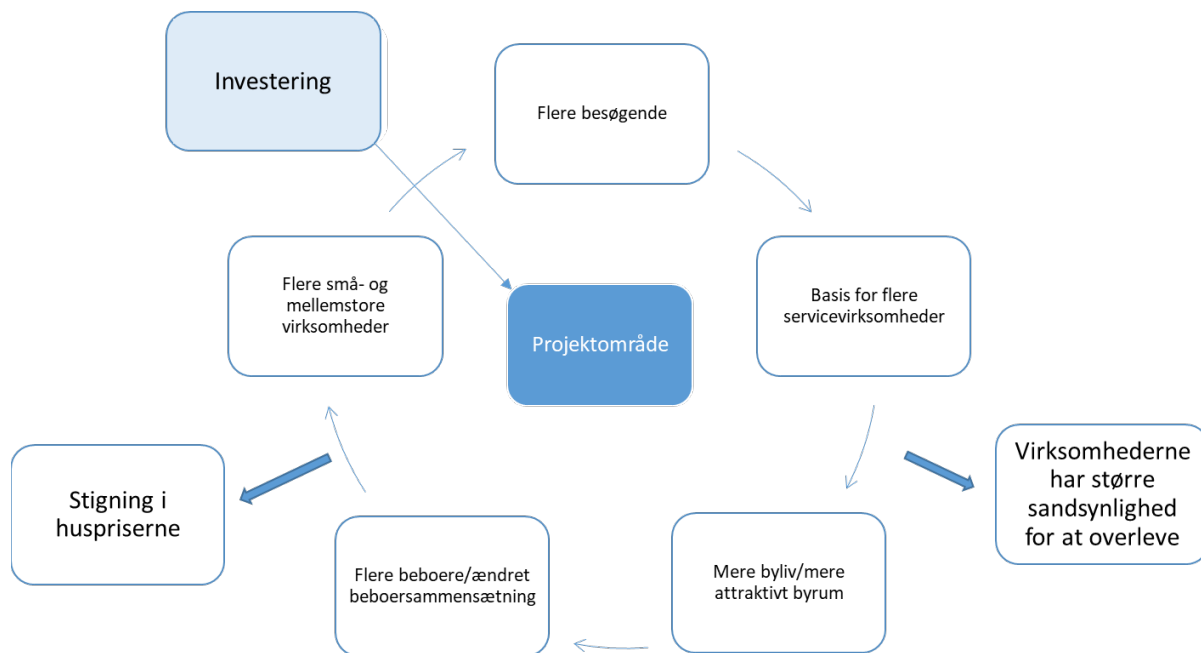 Investering
Flere besøgende
Flere små- og
mellemstore
virksomheder
Basis for flere
servicevirksomheder
Projektområde
Stigning i
huspriserne
Virksomhederne
har større
sandsynlighed
for at overleve
Flere beboere/ændret
beboersammensætning
Mere byliv/mere
attraktivt byrum